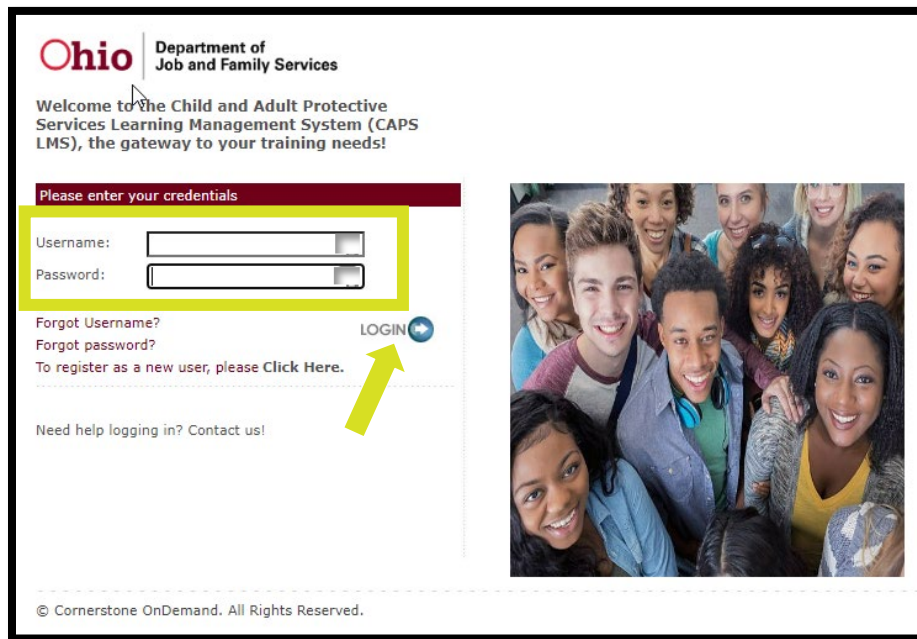 Ohio
Department of
Job and Family Services
Welcome to the Child and Adult Protective
Services Learning Management System (CAPS
LMS), the gateway to your training needs!
Please enter your credentials
Username:
Password:
Forgot Username?
LOGIN
Forgot password?
To register as a new user, please Click Here.
Need help logging in? Contact us!
© Cornerstone OnDemand. All Rights Reserved.